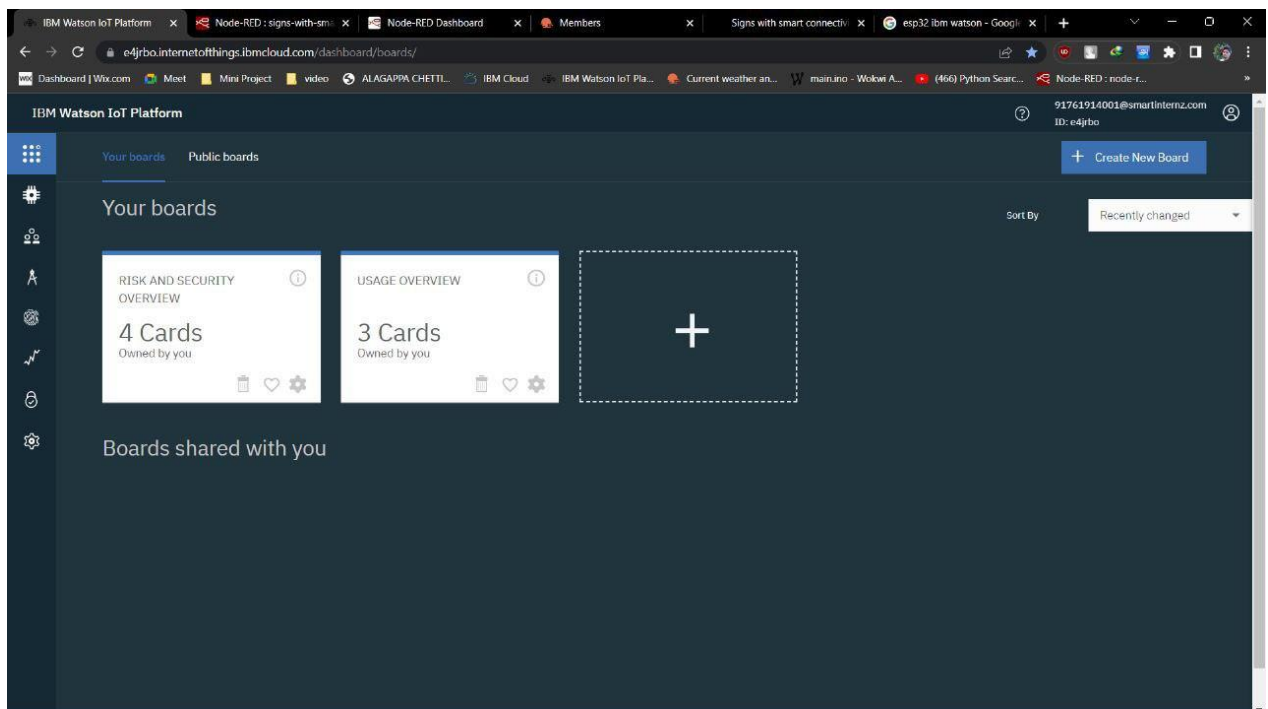 IBM Watson IoT Platform
Node-RED : signs-with-sma
Node-RED Dashboard
Members
Signs with smart connectivi
esp32 ibm watson - Googl
e4jrbo.internetofthings.ibmcloud.com/dashboard/boards/
Dashboard | Wix.com
Meet
Mini Project
video
ALAGAPPA CHETTI...
IBM Cloud
IBM Watson IoT Pla...
Current weather an...
main.ino - Wokwi A...
(466) Python Searc...
Node-RED : node-r...
IBM Watson IoT Platform
91761914001@smartinternz.com
ID: e4jrbo
Your boards
Public boards
+ Create New Board
Your boards
Sort By
Recently changed
RISK AND SECURITY
OVERVIEW
4 Cards
Owned by you
USAGE OVERVIEW
3 Cards
Owned by you
Boards shared with you